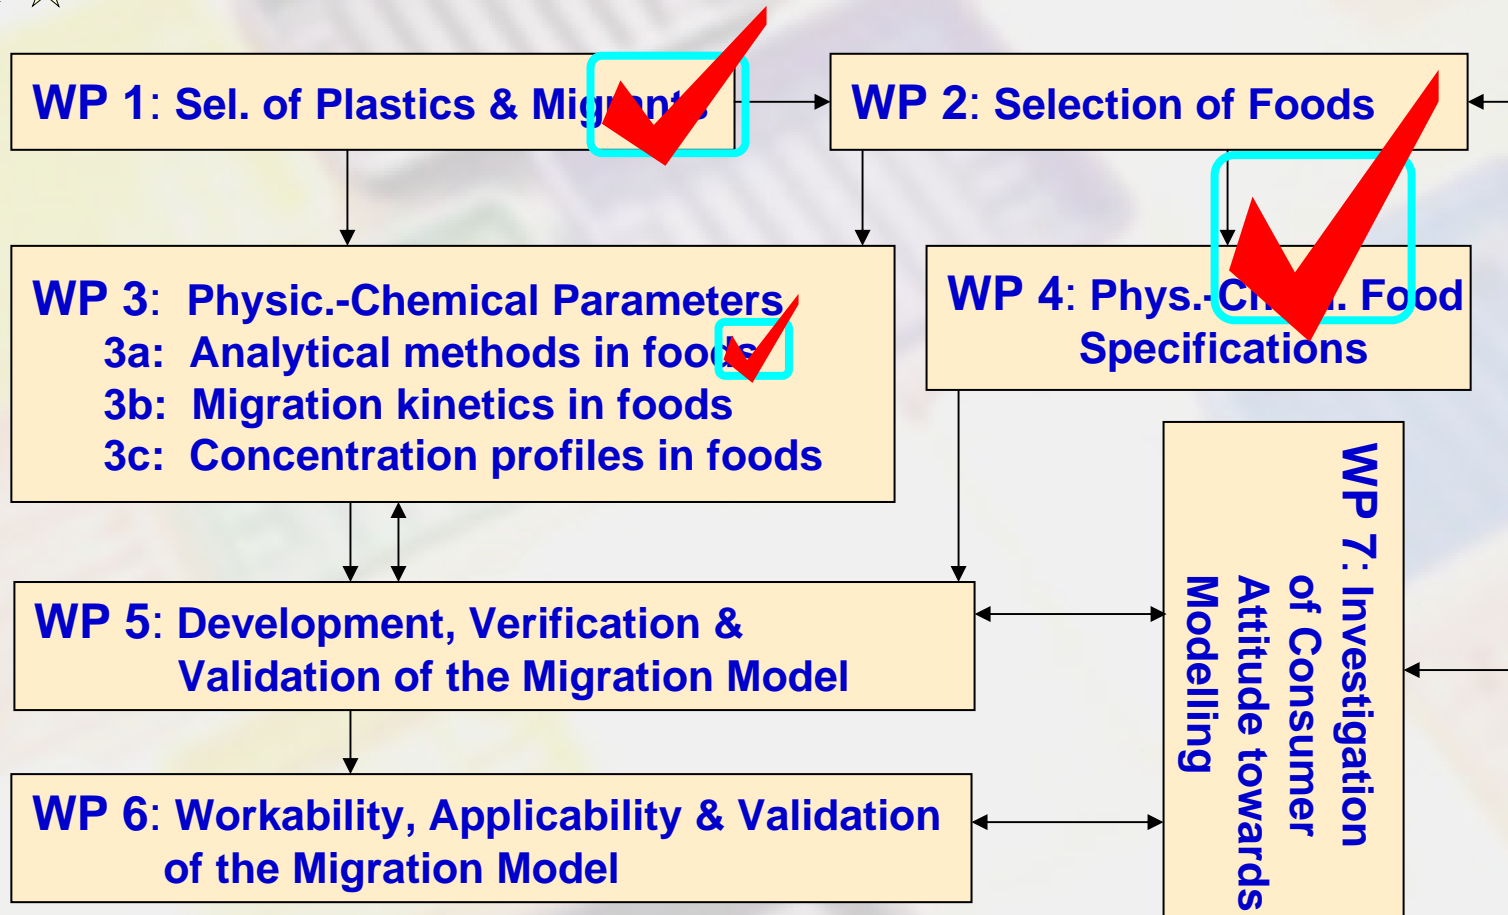 WP 1: Sel. of Plastics & Migrants
WP 2: Selection of Foods
WP 3: Physic.-Chemical Parameters
3a: Analytical methods in foods
3b: Migration kinetics in foods
3c: Concentration profiles in foods
WP 4: Phys.-Chem. Food
Specifications
WP 5: Development, Verification &
Validation of the Migration Model
WP 6: Workability, Applicability & Validation
of the Migration Model
WP 7: Investigation
of Consumer
Attitude towards
Modelling